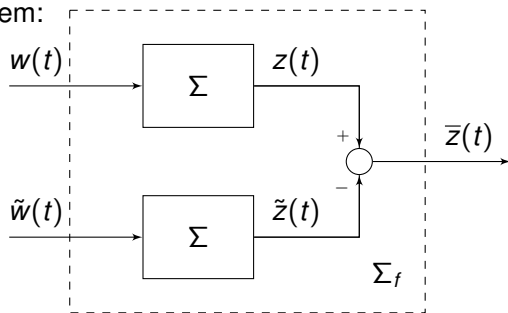 em:
w(t)
Σ
z(t)
+
z̅(t)
−
w̃(t)
Σ
z̃(t)
Σ_f